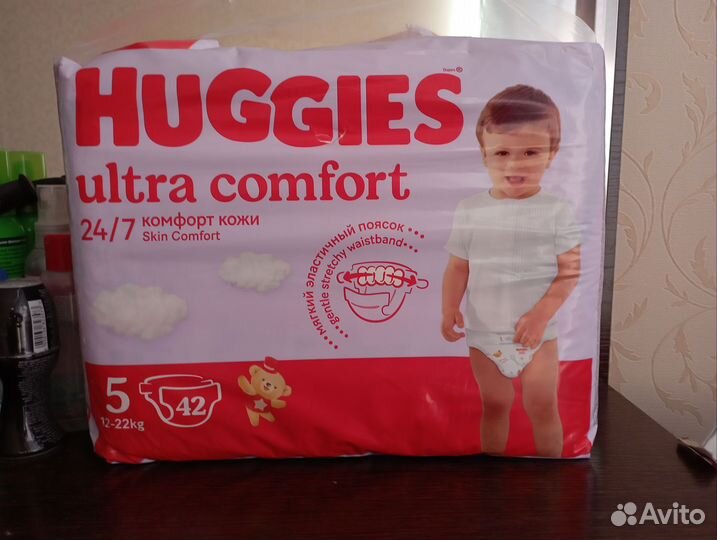 HUGGIES
ultra comfort
24/7 комфорт кожи
Skin Comfort
мягкий эластичный поясок
gentle stretchy waistband
5
42
12-22kg
Avito